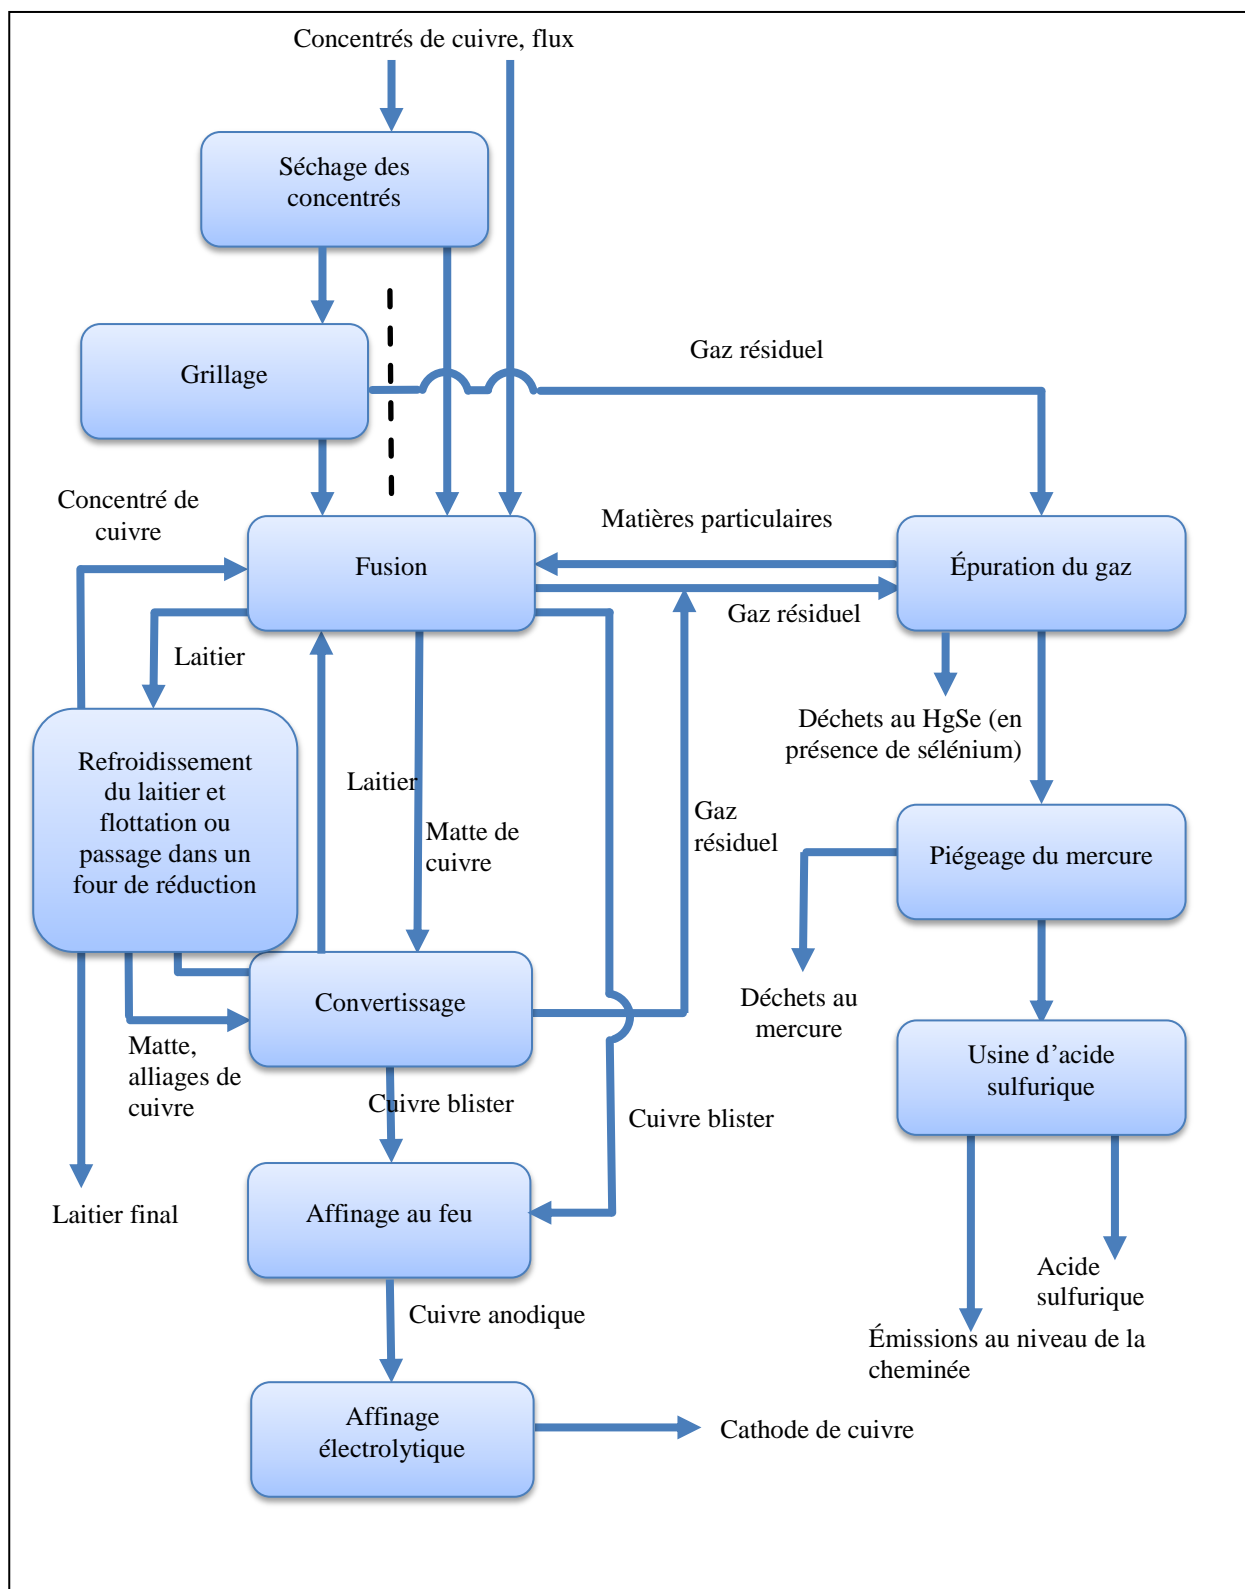 Concentrés de cuivre, flux
Séchage des
concentrés
Gaz résiduel
Grillage
Concentré de
cuivre
Matières particulaires
Fusion
Épuration du gaz
Gaz résiduel
Laitier
Déchets au HgSe (en
présence de sélénium)
Refroidissement
du laitier et
flottation ou
passage dans un
four de réduction
Laitier
Matte de
cuivre
Gaz
résiduel
Piégeage du mercure
Déchets au
mercure
Convertissage
Matte,
alliages de
cuivre
Usine d’acide
sulfurique
Cuivre blister
Cuivre blister
Laitier final
Affinage au feu
Acide
sulfurique
Cuivre anodique
Émissions au niveau de la
cheminée
Affinage
électrolytique
Cathode de cuivre